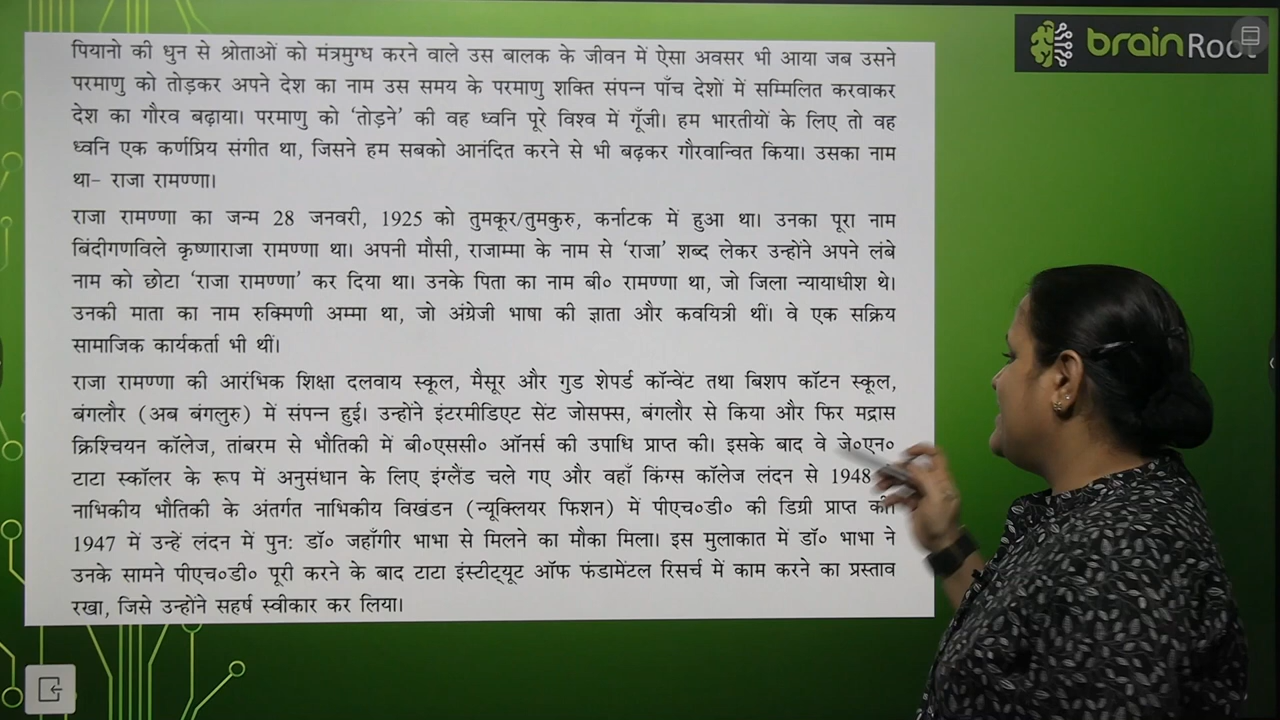 brainRoot
पियानो की धुन से श्रोताओं को मंत्रमुग्ध करने वाले उस बालक के जीवन में ऐसा अवसर भी आया जब उसने
परमाणु को तोड़कर अपने देश का नाम उस समय के परमाणु शक्ति संपन्न पाँच देशों में सम्मिलित करवाकर
देश का गौरव बढ़ाया। परमाणु को ‘तोड़ने’ की वह ध्वनि पूरे विश्व में गूँजी। हम भारतीयों के लिए तो वह
ध्वनि एक कर्णप्रिय संगीत था, जिसने हम सबको आनंदित करने से भी बढ़कर गौरवान्वित किया। उसका नाम
था– राजा रामण्णा।
राजा रामण्णा का जन्म 28 जनवरी, 1925 को तुमकूर/तुमकुरु, कर्नाटक में हुआ था। उनका पूरा नाम
बिंदीगणविले कृष्णाराजा रामण्णा था। अपनी मौसी, राजाम्मा के नाम से ‘राजा’ शब्द लेकर उन्होंने अपने लंबे
नाम को छोटा ‘राजा रामण्णा’ कर दिया था। उनके पिता का नाम बी० रामण्णा था, जो जिला न्यायाधीश थे।
उनकी माता का नाम रुक्मिणी अम्मा था, जो अंग्रेजी भाषा की ज्ञाता और कवयित्री थीं। वे एक सक्रिय
सामाजिक कार्यकर्ता भी थीं।
राजा रामण्णा की आरंभिक शिक्षा दलवाय स्कूल, मैसूर और गुड शेपर्ड कॉन्वेंट तथा बिशप कॉटन स्कूल,
बंगलौर (अब बंगलुरु) में संपन्न हुई। उन्होंने इंटरमीडिएट सेंट जोसफ्स, बंगलौर से किया और फिर मद्रास
क्रिश्चियन कॉलेज, तांबरम से भौतिकी में बी०एससी० ऑनर्स की उपाधि प्राप्त की। इसके बाद वे जे०एन०
टाटा स्कॉलर के रूप में अनुसंधान के लिए इंग्लैंड चले गए और वहाँ किंग्स कॉलेज लंदन से 1948
नाभिकीय भौतिकी के अंतर्गत नाभिकीय विखंडन (न्यूक्लियर फिशन) में पीएच०डी० की डिग्री प्राप्त की।
1947 में उन्हें लंदन में पुन: डॉ० जहाँगीर भाभा से मिलने का मौका मिला। इस मुलाकात में डॉ० भाभा ने
उनके सामने पीएच०डी० पूरी करने के बाद टाटा इंस्टीट्यूट ऑफ फंडामेंटल रिसर्च में काम करने का प्रस्ताव
रखा, जिसे उन्होंने सहर्ष स्वीकार कर लिया।